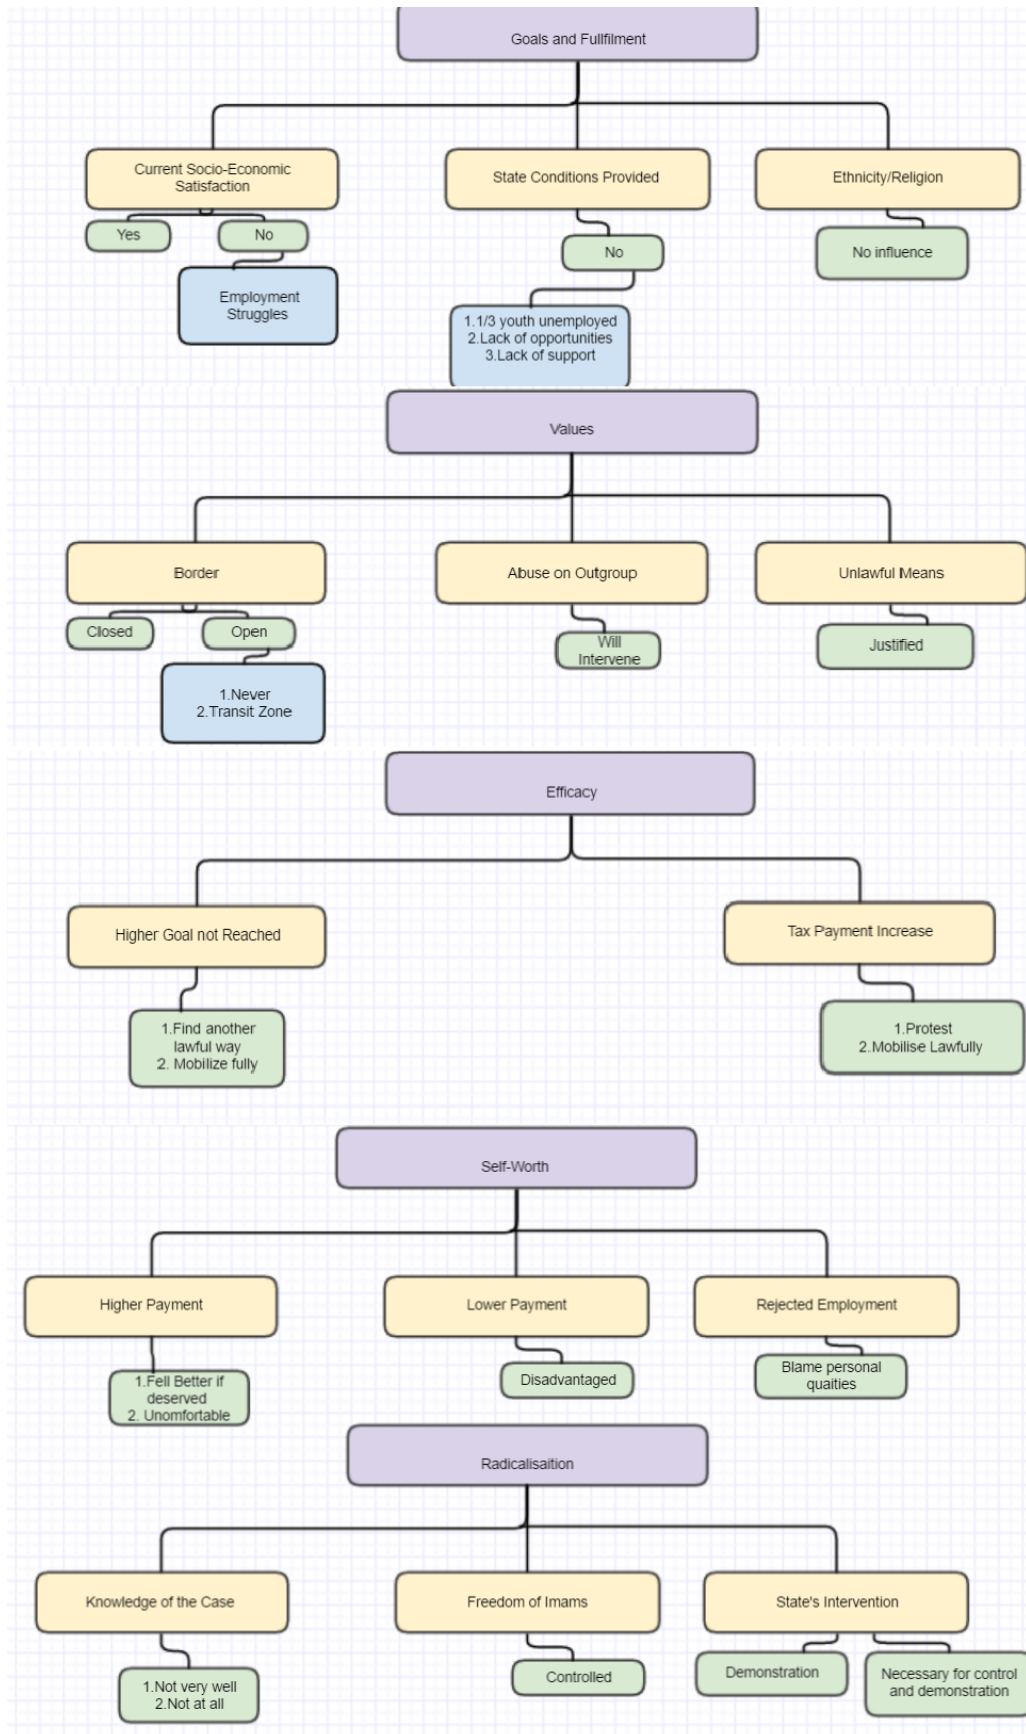 Goals and Fullfilment
Current Socio-Economic
Satisfaction
State Conditions Provided
Ethnicity/Religion
Yes
No
No
No influence
Employment
Struggles
1.1/3 youth unemployed
2.Lack of opportunities
3.Lack of support
Values
Border
Abuse on Outgroup
Unlawful Means
Closed
Open
Will
Intervene
Justified
1.Never
2.Transit Zone
Efficacy
Higher Goal not Reached
Tax Payment Increase
1.Find another
lawful way
2. Mobilize fully
1.Protest
2.Mobilise Lawfully
Self-Worth
Higher Payment
Lower Payment
Rejected Employment
1.Fell Better if
deserved
2. Unomfortable
Disadvantaged
Blame personal
quaities
Radicalisaition
Knowledge of the Case
Freedom of Imams
State's Intervention
1.Not very well
2.Not at all
Controlled
Demonstration
Necessary for control
and demonstration